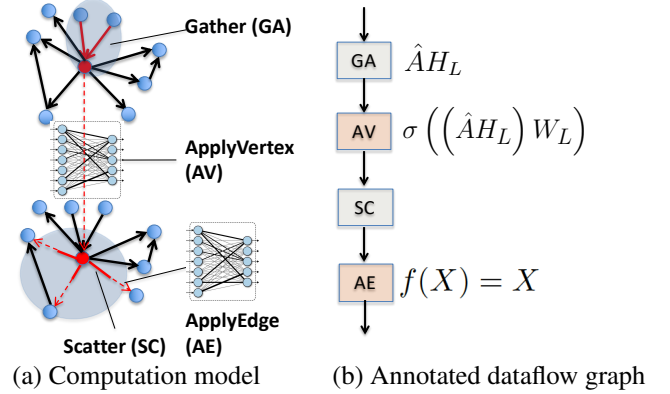 Gather (GA)
ApplyVertex
(AV)
ApplyEdge
(AE)
Scatter (SC)
(a) Computation model
GA
ÂH_L
AV
σ ((ÂH_L) W_L)
SC
AE
f(X) = X
(b) Annotated dataflow graph